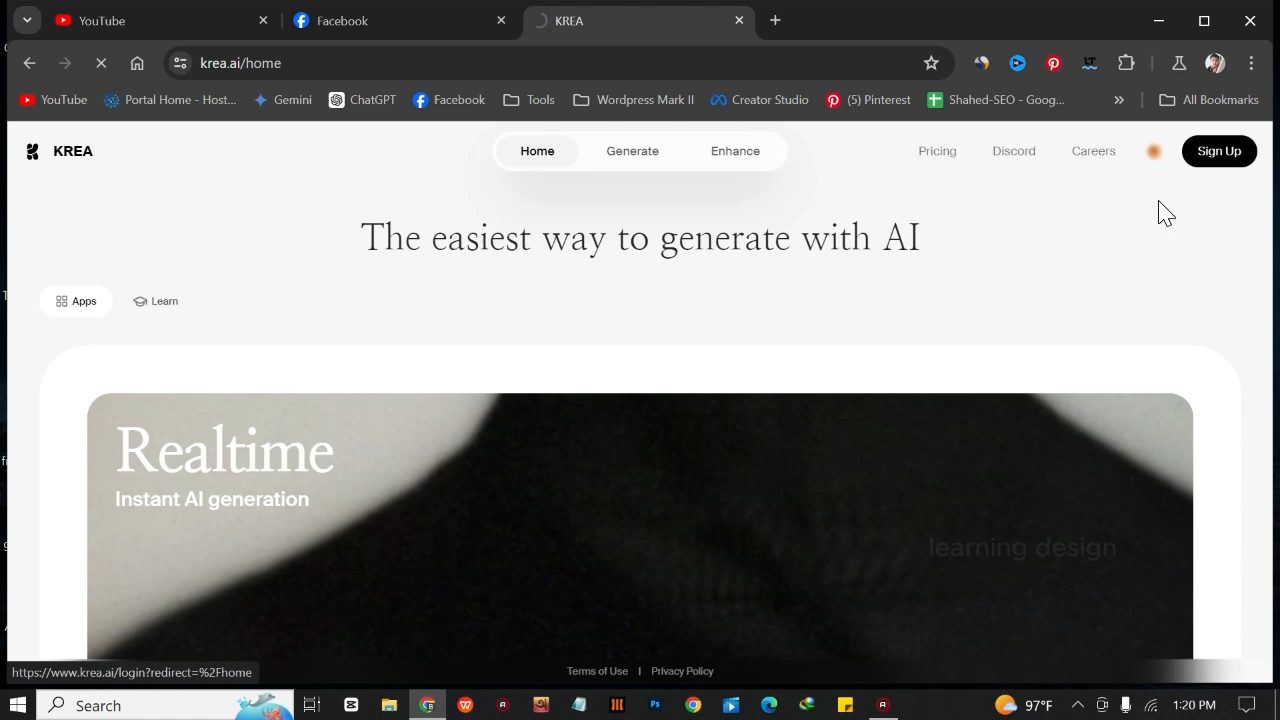 YouTube
Facebook
KREA
krea.ai/home
YouTube
Portal Home - Host...
Gemini
ChatGPT
Facebook
Tools
Wordpress Mark II
Creator Studio
(5) Pinterest
Shahed-SEO - Goog...
All Bookmarks
KREA
Home
Generate
Enhance
Pricing
Discord
Careers
Sign Up
The easiest way to generate with AI
Apps
Learn
Realtime
Instant AI generation
learning design
https://www.krea.ai/login?redirect=%2Fhome
Terms of Use | Privacy Policy
Search
97°F
1:20 PM